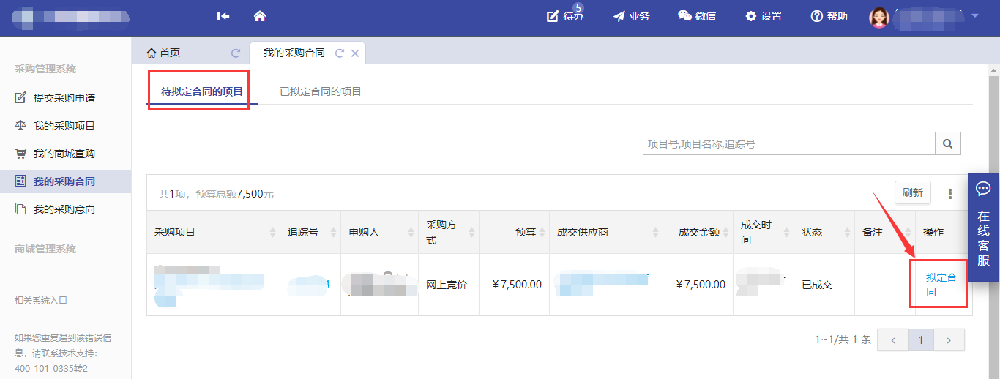 待办
5
业务
微信
设置
帮助
首页
我的采购合同
采购管理系统
提交采购申请
我的采购项目
我的商城直购
我的采购合同
我的采购意向
商城管理系统
相关系统入口
如果您重复遇到该错误信
息，请联系技术支持：
400-101-0335转2
待拟定合同的项目
已拟定合同的项目
项目号,项目名称,追踪号
共1项，预算总额7,500元
刷新
采购项目
追踪号
申购人
采购方
式
预算
成交供应商
成交金额
成交时
间
状态
备注
操作
网上竞价
￥7,500.00
￥7,500.00
已成交
拟定合
同
1~1/共 1 条
1
在线客服